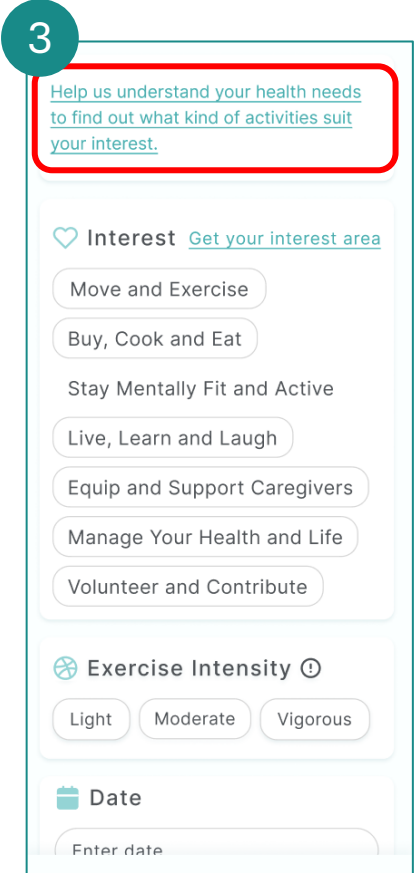 3
Help us understand your health needs
to find out what kind of activities suit
your interest.
Interest Get your interest area
Move and Exercise
Buy, Cook and Eat
Stay Mentally Fit and Active
Live, Learn and Laugh
Equip and Support Caregivers
Manage Your Health and Life
Volunteer and Contribute
Exercise Intensity
Light Moderate Vigorous
Date
Enter date